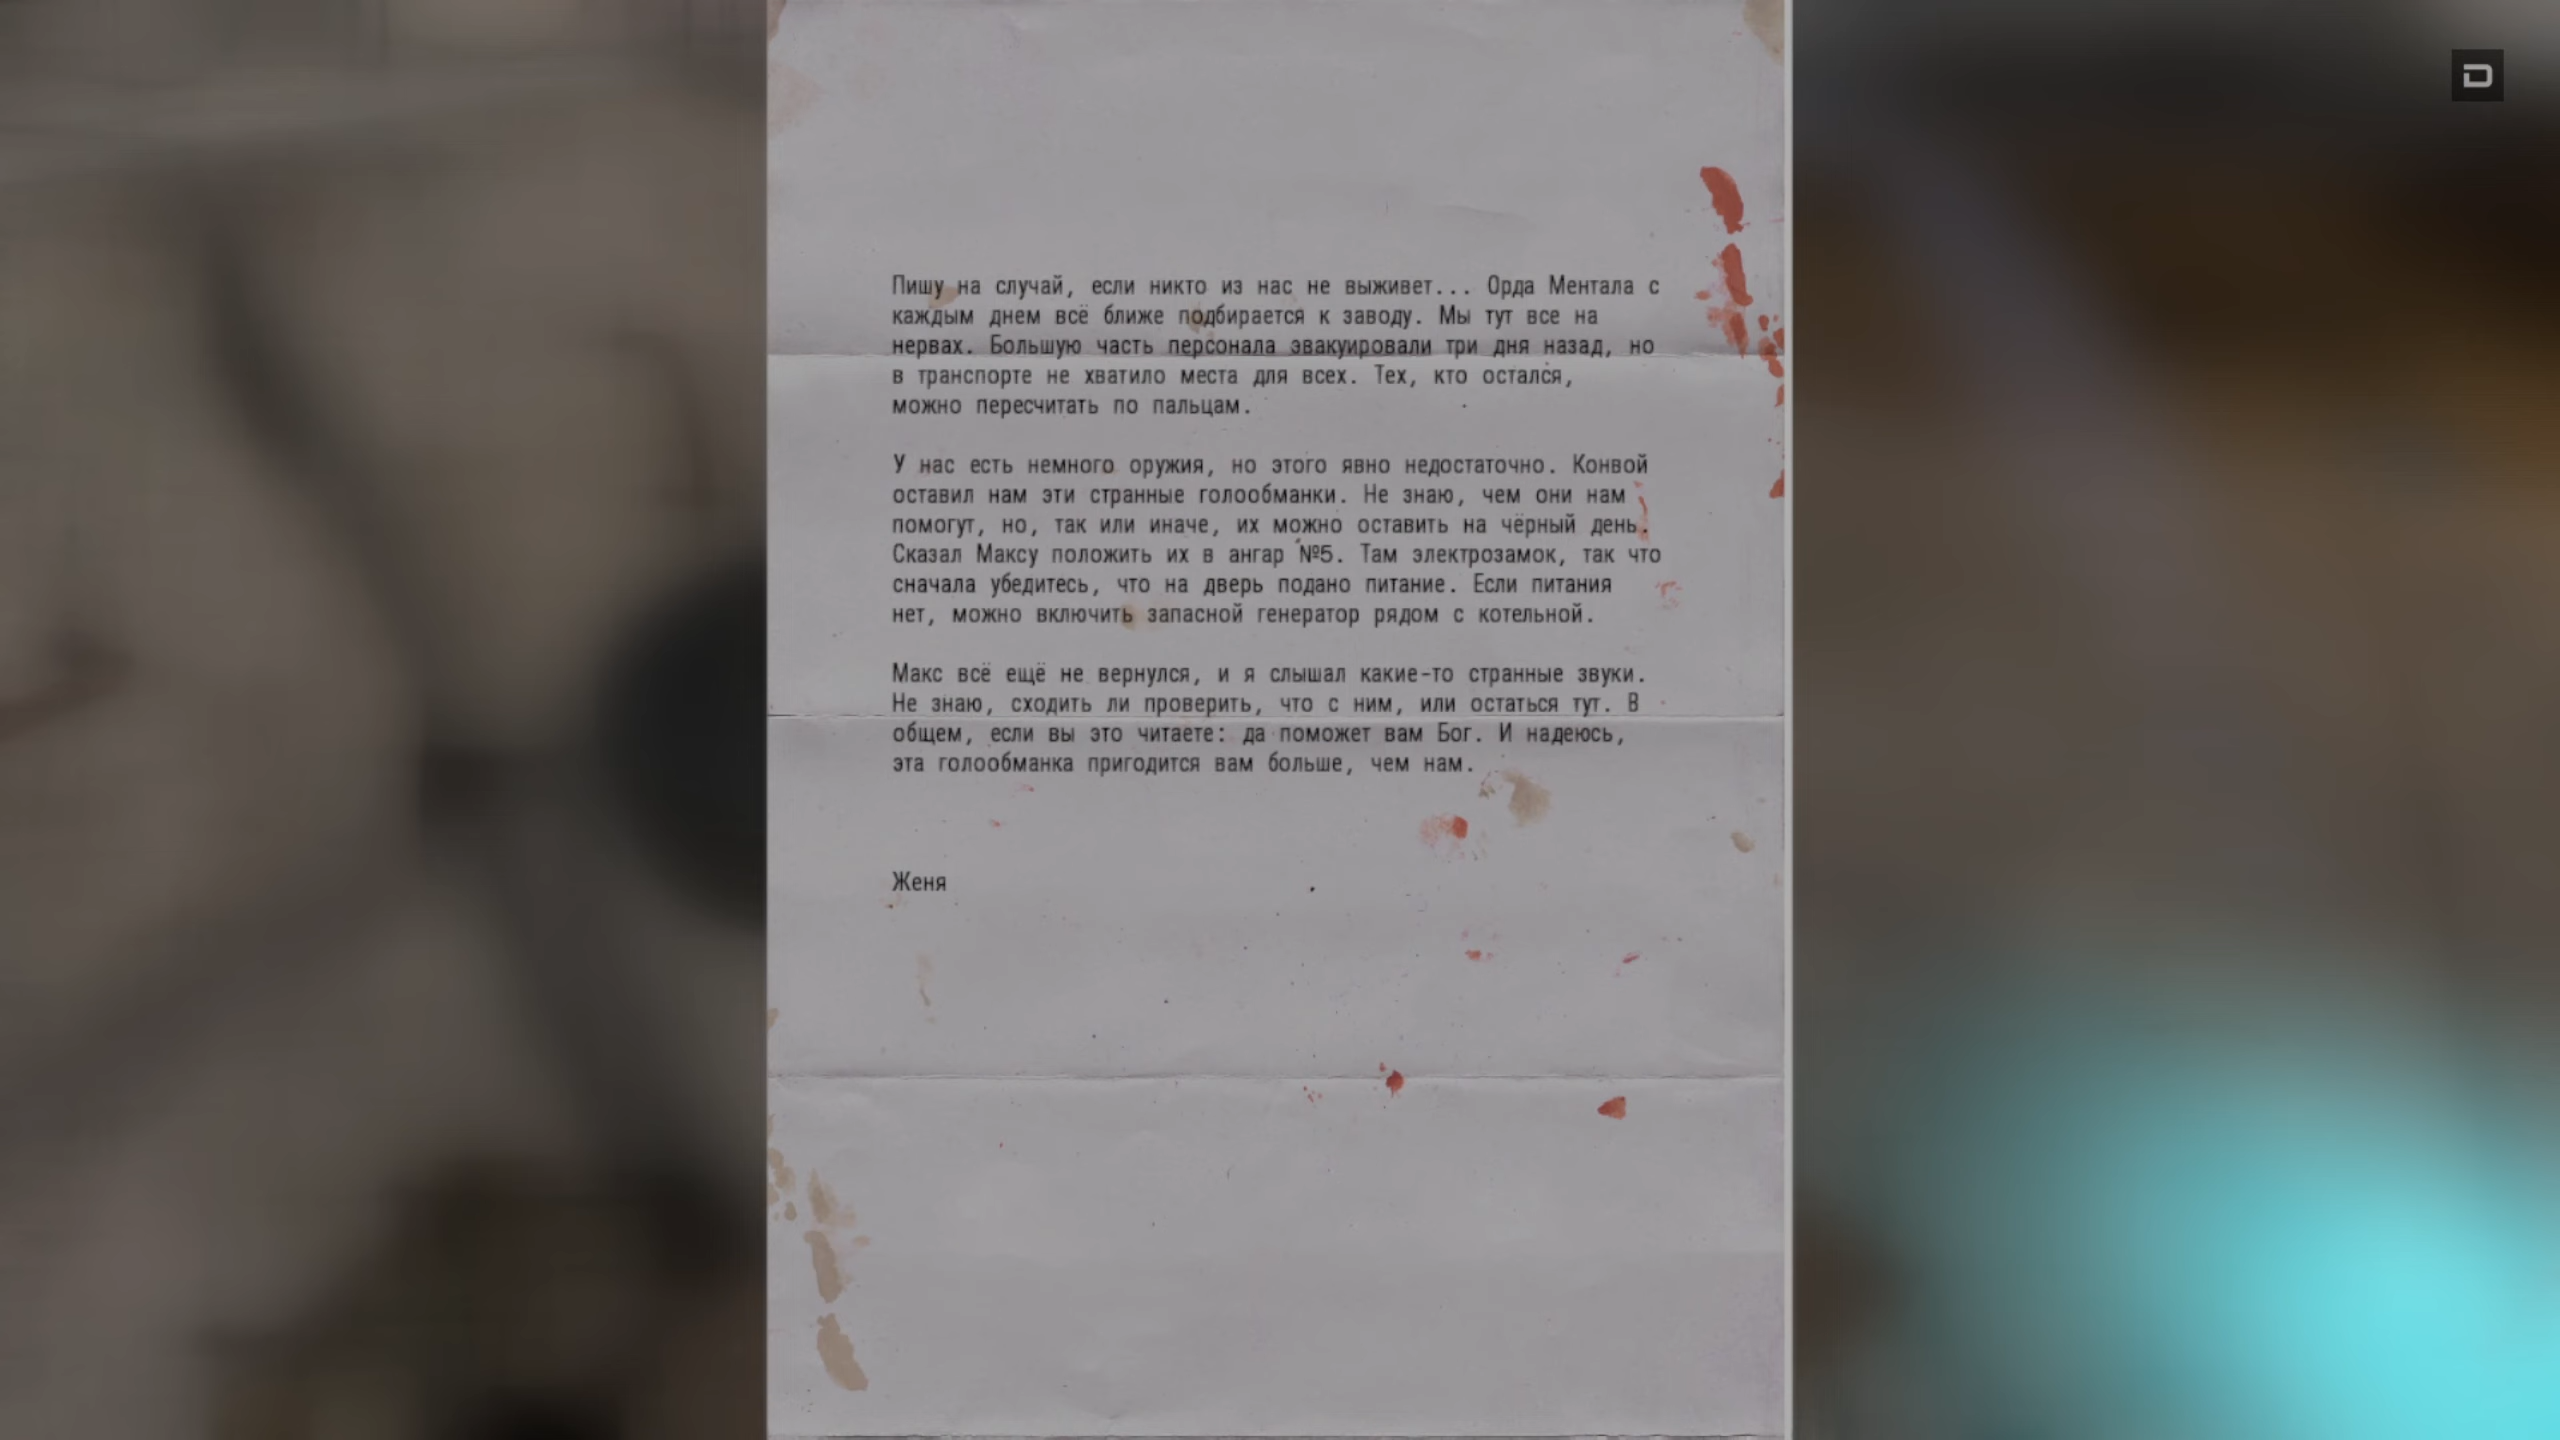 Пишу на случай, если никто из нас не выживет... Орда Ментала с
каждым днем всё ближе подбирается к заводу. Мы тут все на
нервах. Большую часть персонала эвакуировали три дня назад, но
в транспорте не хватило места для всех. Тех, кто остался,
можно пересчитать по пальцам.
У нас есть немного оружия, но этого явно недостаточно. Конвой
оставил нам эти странные голообманки. Не знаю, чем они нам
помогут, но, так или иначе, их можно оставить на чёрный день.
Сказал Максу положить их в ангар №5. Там электрозамок, так что
сначала убедитесь, что на дверь подано питание. Если питания
нет, можно включить запасной генератор рядом с котельной.
Макс всё ещё не вернулся, и я слышал какие-то странные звуки.
Не знаю, сходить ли проверить, что с ним, или остаться тут. В
общем, если вы это читаете: да поможет вам Бог. И надеюсь,
эта голообманка пригодится вам больше, чем нам.
Женя